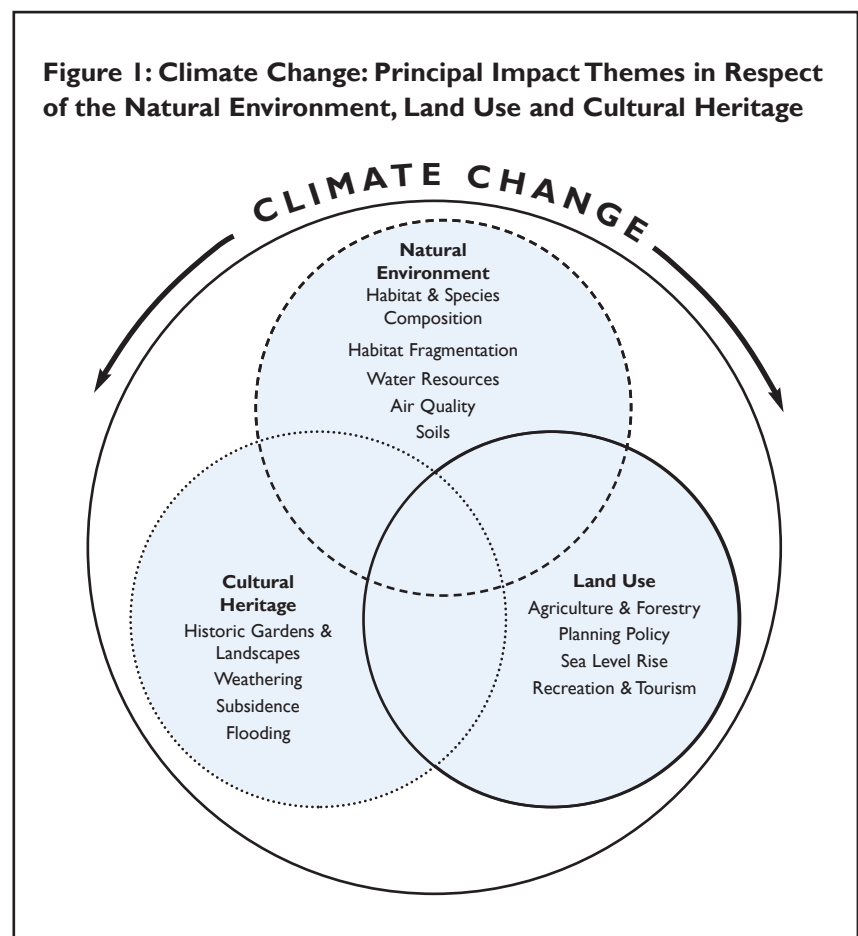 Figure 1: Climate Change: Principal Impact Themes in Respect
of the Natural Environment, Land Use and Cultural Heritage
CLIMATE CHANGE
Natural
Environment
Habitat & Species
Composition
Habitat Fragmentation
Water Resources
Air Quality
Soils
Cultural
Heritage
Historic Gardens &
Landscapes
Weathering
Subsidence
Flooding
Land Use
Agriculture & Forestry
Planning Policy
Sea Level Rise
Recreation & Tourism